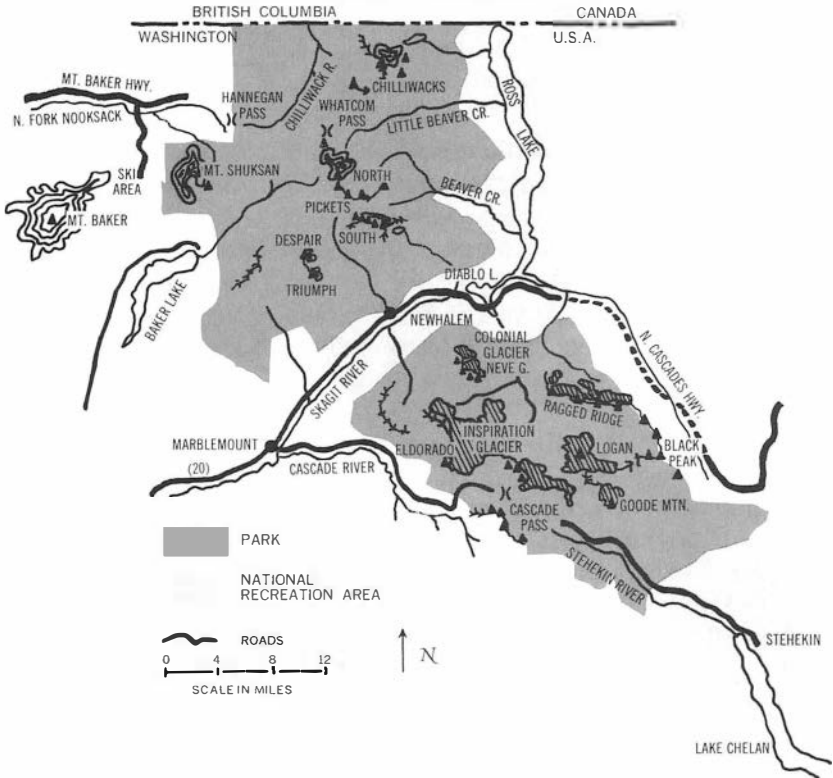 BRITISH COLUMBIA
CANADA
WASHINGTON
U.S.A.
MT. BAKER HWY.
N. FORK NOOKSACK
HANNEGAN
PASS
CHILLIWACK R.
CHILLIWACKS
WHATCOM
PASS
LITTLE BEAVER CR.
ROSS
LAKE
SKI
AREA
MT. SHUKSAN
NORTH
BEAVER CR.
MT. BAKER
PICKETS
SOUTH
DESPAIR
TRIUMPH
BAKER LAKE
DIABLO L.
NEWHALEM
COLONIAL
GLACIER
NEVE G.
N. CASCADES HWY
SKAGIT RIVER
RAGGED RIDGE
MARBLEMOUNT
INSPIRATION
GLACIER
ELDORADO
LOGAN
BLACK
PEAK
(20)
CASCADE RIVER
GOODE MTN.
CASCADE
PASS
STEHEKIN RIVER
PARK
NATIONAL
RECREATION AREA
ROADS
0 4 8 12
SCALE IN MILES
N
STEHEKIN
LAKE CHELAN